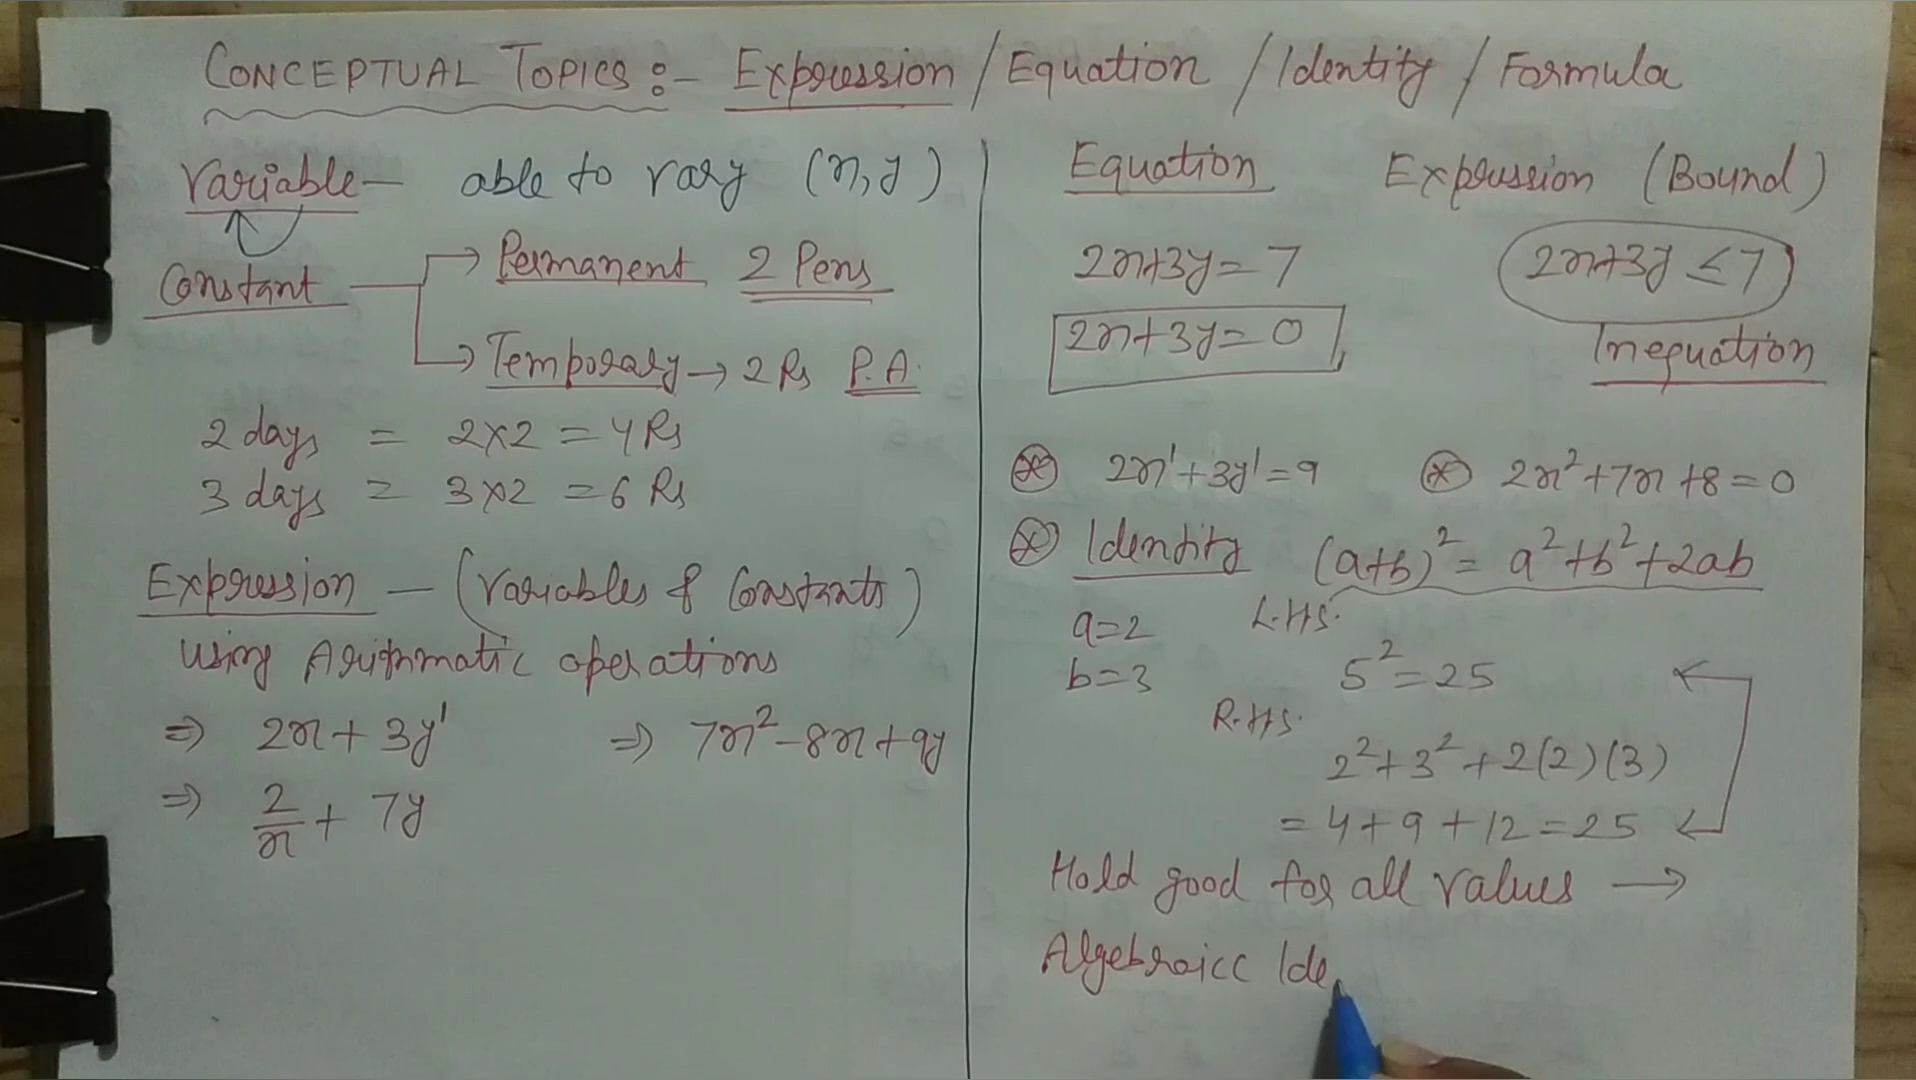 CONCEPTUAL TOPICS :- Expression / Equation / Identity / Formula
Variable - able to vary (x, y)
Constant
Permanent 2 Pens
Temporary → 2 Rs P.A.
2 days = 2×2 = 4 Rs
3 days = 3×2 = 6 Rs
Expression - (Variables & Constants)
Using Arithmatic operations
⇒ 2x + 3y¹ ⇒ 7x² - 8x + 9y
⇒ 2/x + 7y
Equation Expression (Bound)
2x+3y = 7 2x+3y ≤ 7
2x+3y = 0 Inequation
⊛ 2x¹+3y¹ = 9 ⊛ 2x²+7x+8 = 0
⊛ Identity (a+b)² = a²+b²+2ab
a=2 L.H.S.
b=3 5² = 25
R.H.S.
2²+3²+2(2)(3)
= 4+9+12 = 25
Hold good for all values →
Algebraicc Ide